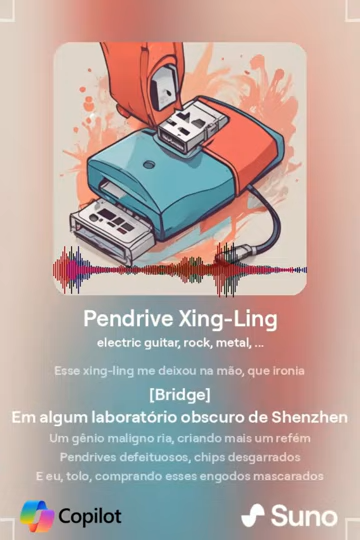 Pendrive Xing-Ling
electric guitar, rock, metal, ...
Esse xing-ling me deixou na mão, que ironia
[Bridge]
Em algum laboratório obscuro de Shenzhen
Um gênio maligno ria, criando mais um refém
Pendrives defeituosos, chips desgarrados
E eu, tolo, comprando esses engodos mascarados
Copilot
Suno